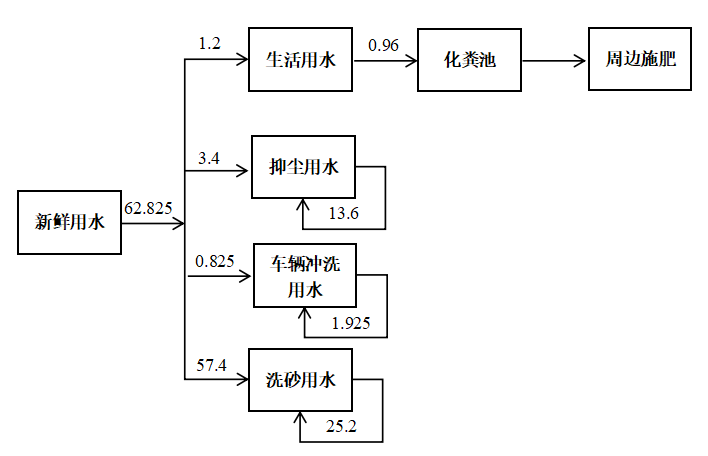 1.2
生活用水
0.96
化粪池
周边施肥
3.4
抑尘用水
13.6
新鲜用水
62.825
0.825
车辆冲洗
用水
1.925
57.4
洗砂用水
25.2